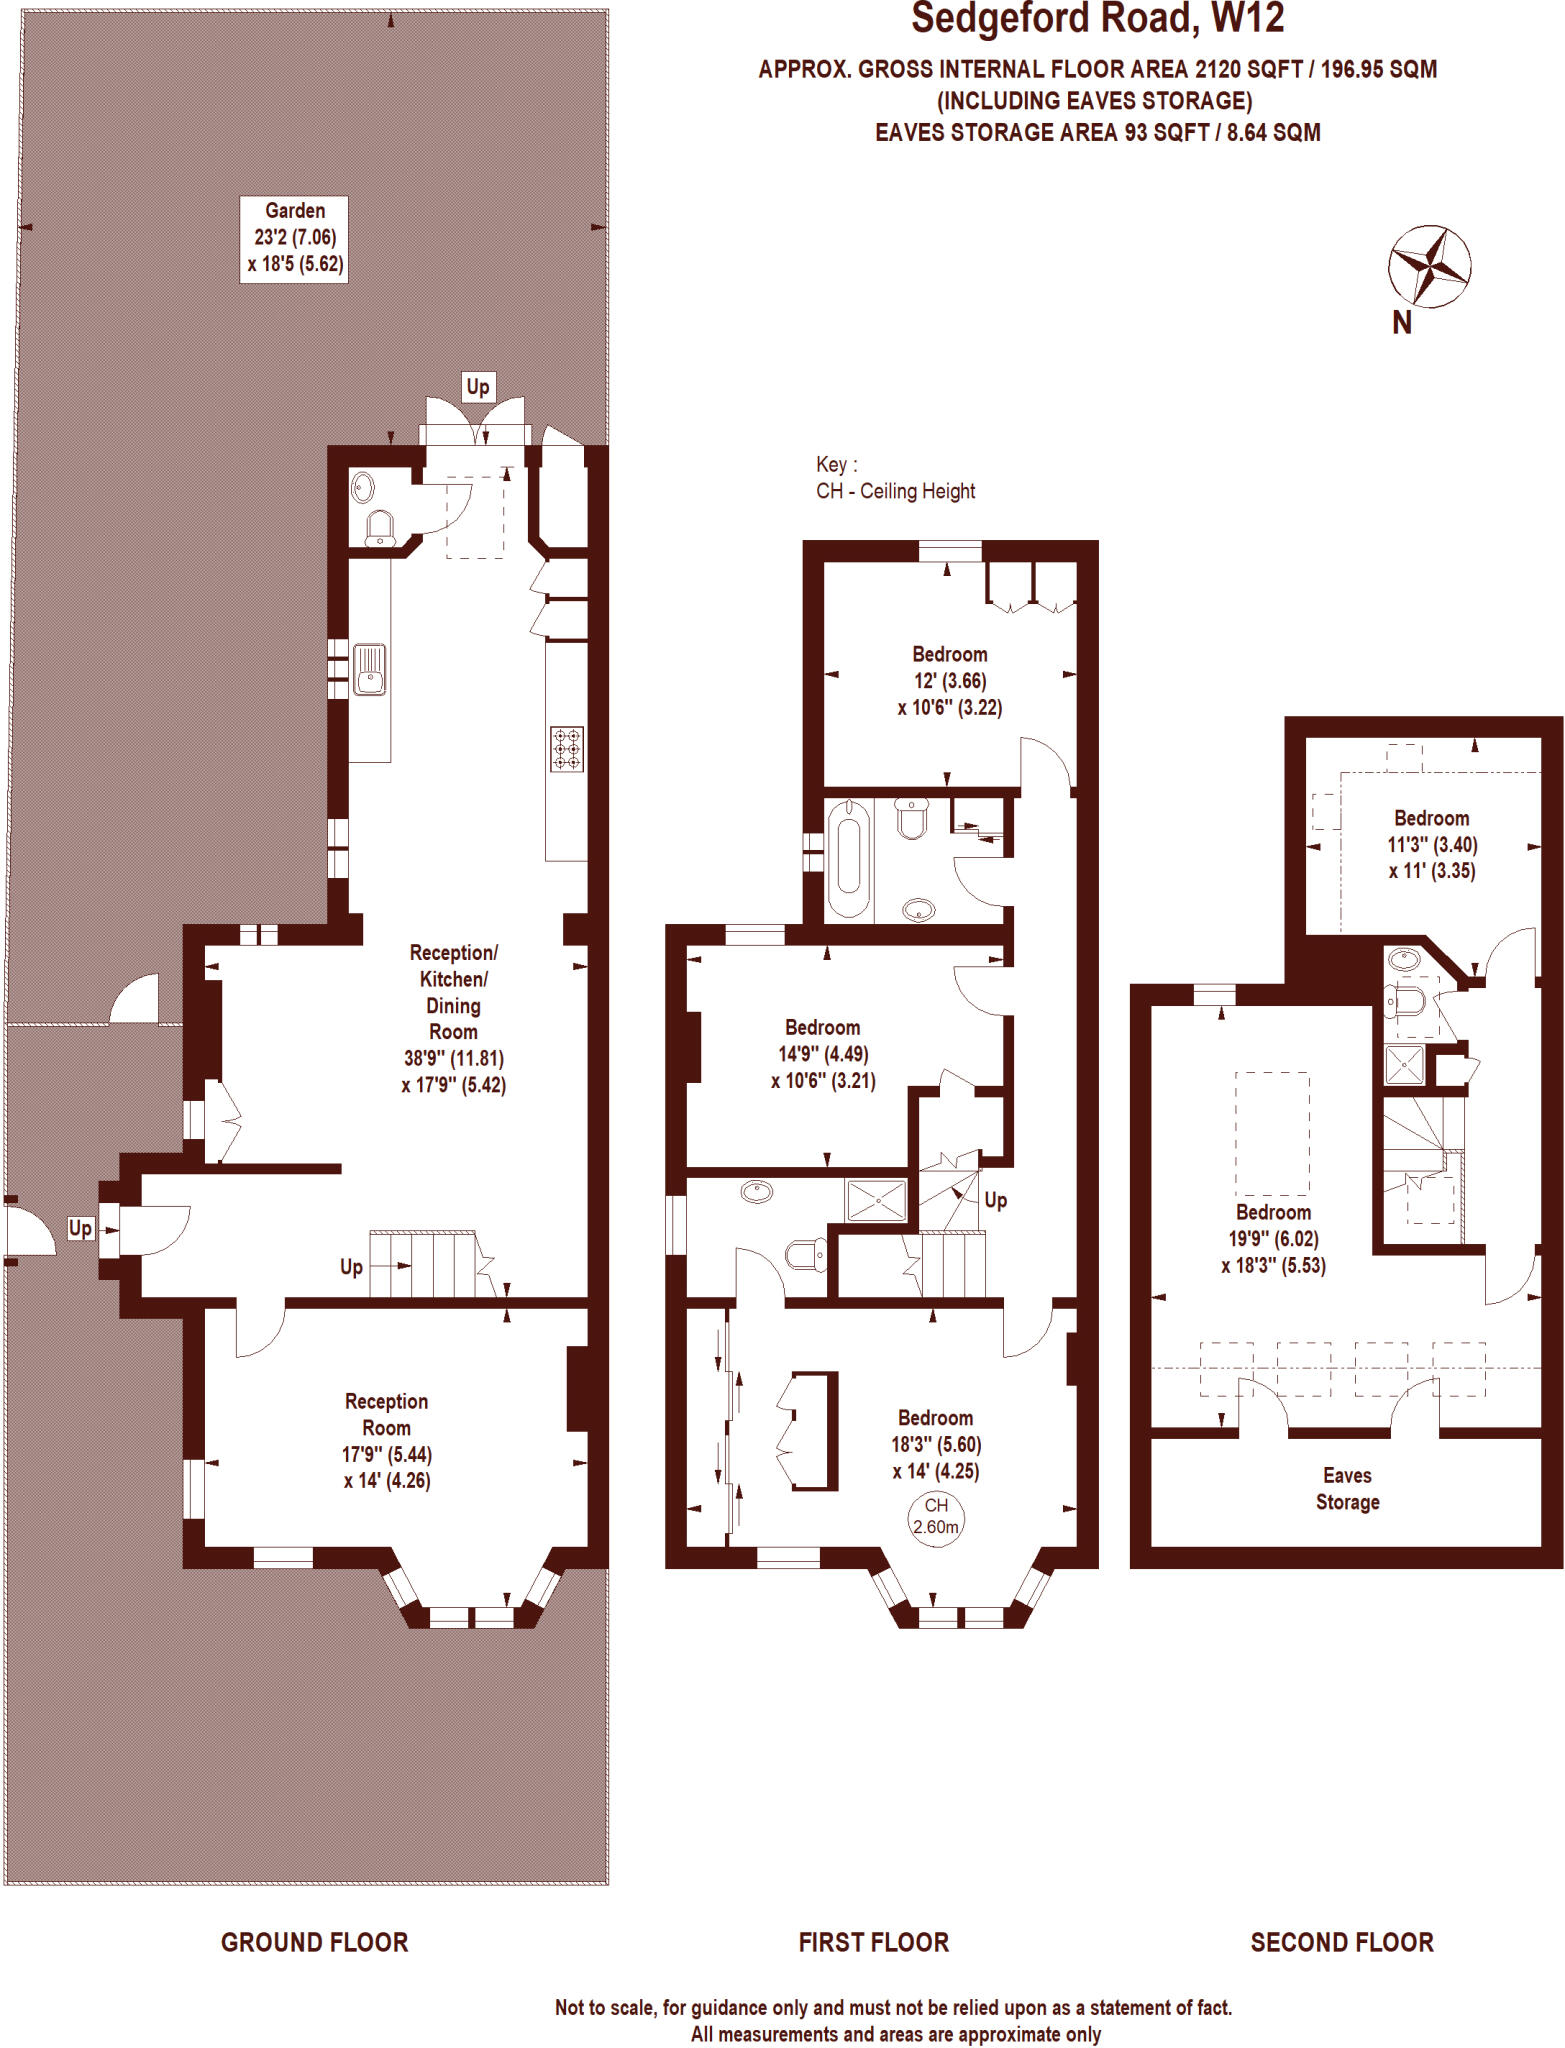 Sedgeford Road, W12
APPROX. GROSS INTERNAL FLOOR AREA 2120 SQFT / 196.95 SQM
(INCLUDING EAVES STORAGE)
EAVES STORAGE AREA 93 SQFT / 8.64 SQM
Garden
23'2 (7.06)
x 18'5 (5.62)
N
Up
Key :
CH - Ceiling Height
Reception/
Kitchen/
Dining
Room
38'9" (11.81)
x 17'9" (5.42)
Up
Up
Reception
Room
17'9" (5.44)
x 14' (4.26)
Bedroom
12' (3.66)
x 10'6" (3.22)
Bedroom
14'9" (4.49)
x 10'6" (3.21)
Up
Bedroom
18'3" (5.60)
x 14' (4.25)
CH
2.60m
Bedroom
11'3" (3.40)
x 11' (3.35)
Bedroom
19'9" (6.02)
x 18'3" (5.53)
Eaves
Storage
GROUND FLOOR
FIRST FLOOR
SECOND FLOOR
Not to scale, for guidance only and must not be relied upon as a statement of fact.
All measurements and areas are approximate only